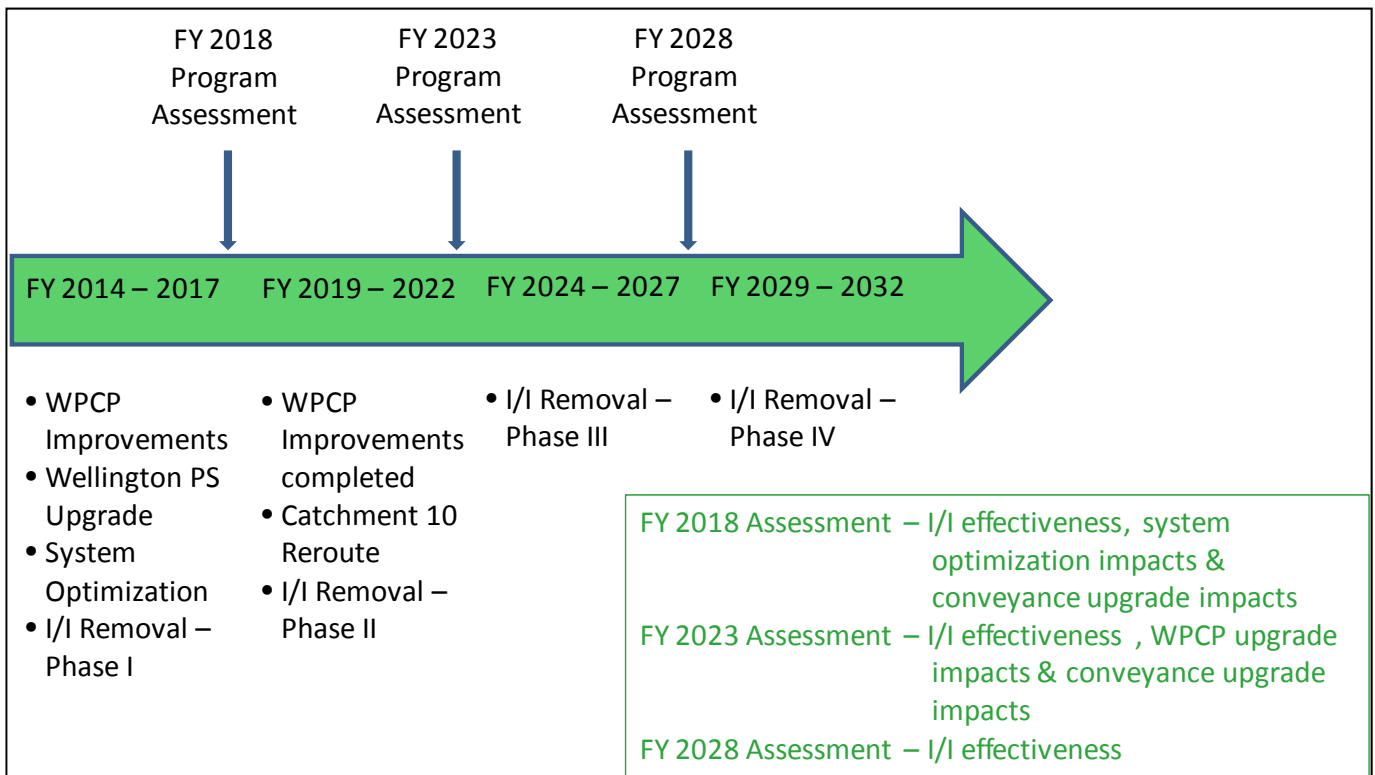 FY 2018
Program
Assessment
FY 2023
Program
Assessment
FY 2028
Program
Assessment
FY 2014 – 2017
FY 2019 – 2022
FY 2024 – 2027
FY 2029 – 2032
• WPCP
Improvements
• Wellington PS
Upgrade
• System
Optimization
• I/I Removal –
Phase I
• WPCP
Improvements
completed
• Catchment 10
Reroute
• I/I Removal –
Phase II
• I/I Removal –
Phase III
• I/I Removal –
Phase IV
FY 2018 Assessment – I/I effectiveness, system
optimization impacts &
conveyance upgrade impacts
FY 2023 Assessment – I/I effectiveness , WPCP upgrade
impacts & conveyance upgrade
impacts
FY 2028 Assessment – I/I effectiveness